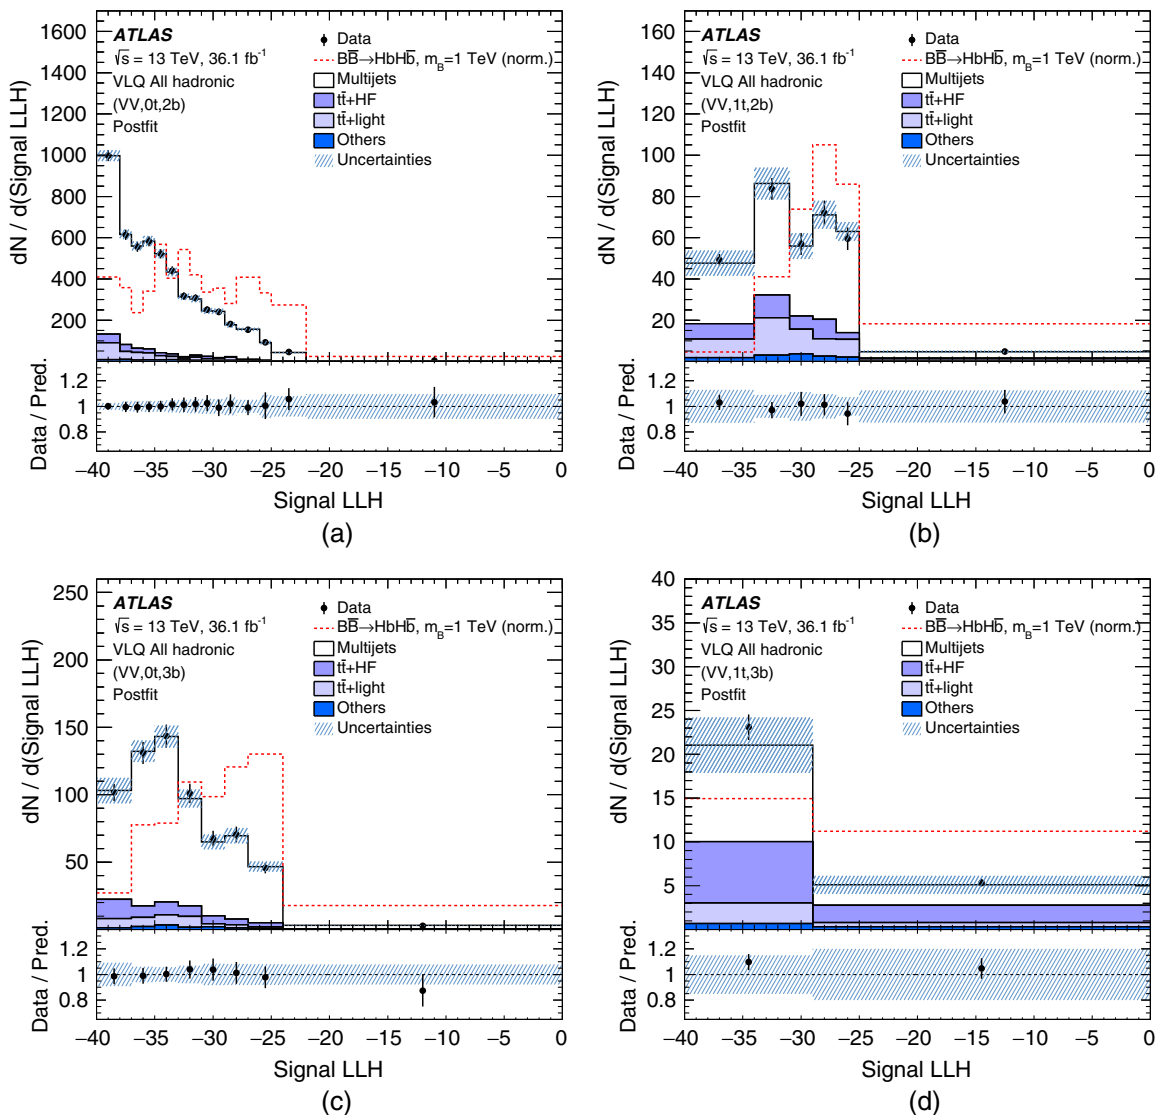 dN / d(Signal LLH)
1600
1400
1200
1000
800
600
400
200
ATLAS
√s = 13 TeV, 36.1 fb⁻¹
VLQ All hadronic
(VV,0t,2b)
Postfit
Data
BB̅→HbHb̅, m_B=1 TeV (norm.)
Multijets
tt̅+HF
tt̅+light
Others
Uncertainties
Data / Pred.
1.2
1
0.8
−40 −35 −30 −25 −20 −15 −10 −5 0
Signal LLH
(a)
dN / d(Signal LLH)
160
140
120
100
80
60
40
20
ATLAS
√s = 13 TeV, 36.1 fb⁻¹
VLQ All hadronic
(VV,1t,2b)
Postfit
Data
BB̅→HbHb̅, m_B=1 TeV (norm.)
Multijets
tt̅+HF
tt̅+light
Others
Uncertainties
Data / Pred.
1.2
1
0.8
−40 −35 −30 −25 −20 −15 −10 −5 0
Signal LLH
(b)
dN / d(Signal LLH)
250
200
150
100
50
ATLAS
√s = 13 TeV, 36.1 fb⁻¹
VLQ All hadronic
(VV,0t,3b)
Postfit
Data
BB̅→HbHb̅, m_B=1 TeV (norm.)
Multijets
tt̅+HF
tt̅+light
Others
Uncertainties
Data / Pred.
1.2
1
0.8
−40 −35 −30 −25 −20 −15 −10 −5 0
Signal LLH
(c)
dN / d(Signal LLH)
40
35
30
25
20
15
10
5
ATLAS
√s = 13 TeV, 36.1 fb⁻¹
VLQ All hadronic
(VV,1t,3b)
Postfit
Data
BB̅→HbHb̅, m_B=1 TeV (norm.)
Multijets
tt̅+HF
tt̅+light
Others
Uncertainties
Data / Pred.
1.2
1
0.8
−40 −35 −30 −25 −20 −15 −10 −5 0
Signal LLH
(d)